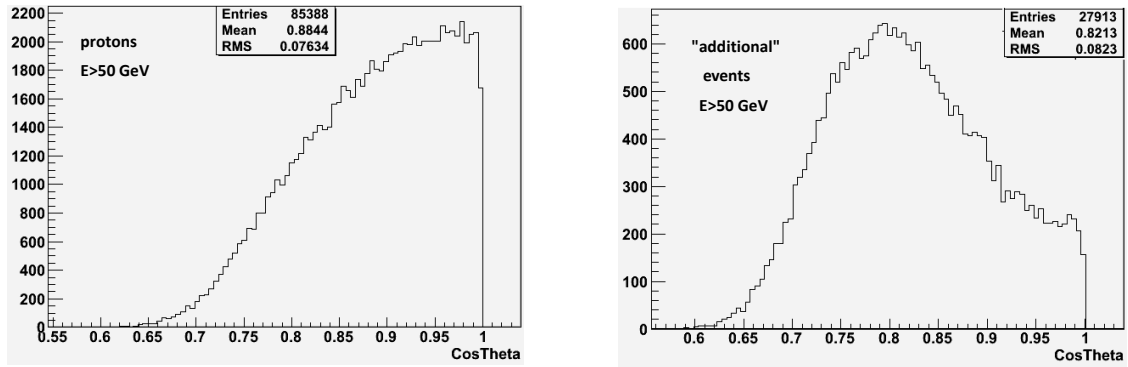 Entries 85388
Mean 0.8844
RMS 0.07634
protons
E>50 GeV
2200
2000
1800
1600
1400
1200
1000
800
600
400
200
0
0.55 0.6 0.65 0.7 0.75 0.8 0.85 0.9 0.95 1
CosTheta
Entries 27913
Mean 0.8213
RMS 0.0823
"additional"
events
E>50 GeV
600
500
400
300
200
100
0
0.6 0.65 0.7 0.75 0.8 0.85 0.9 0.95 1
CosTheta